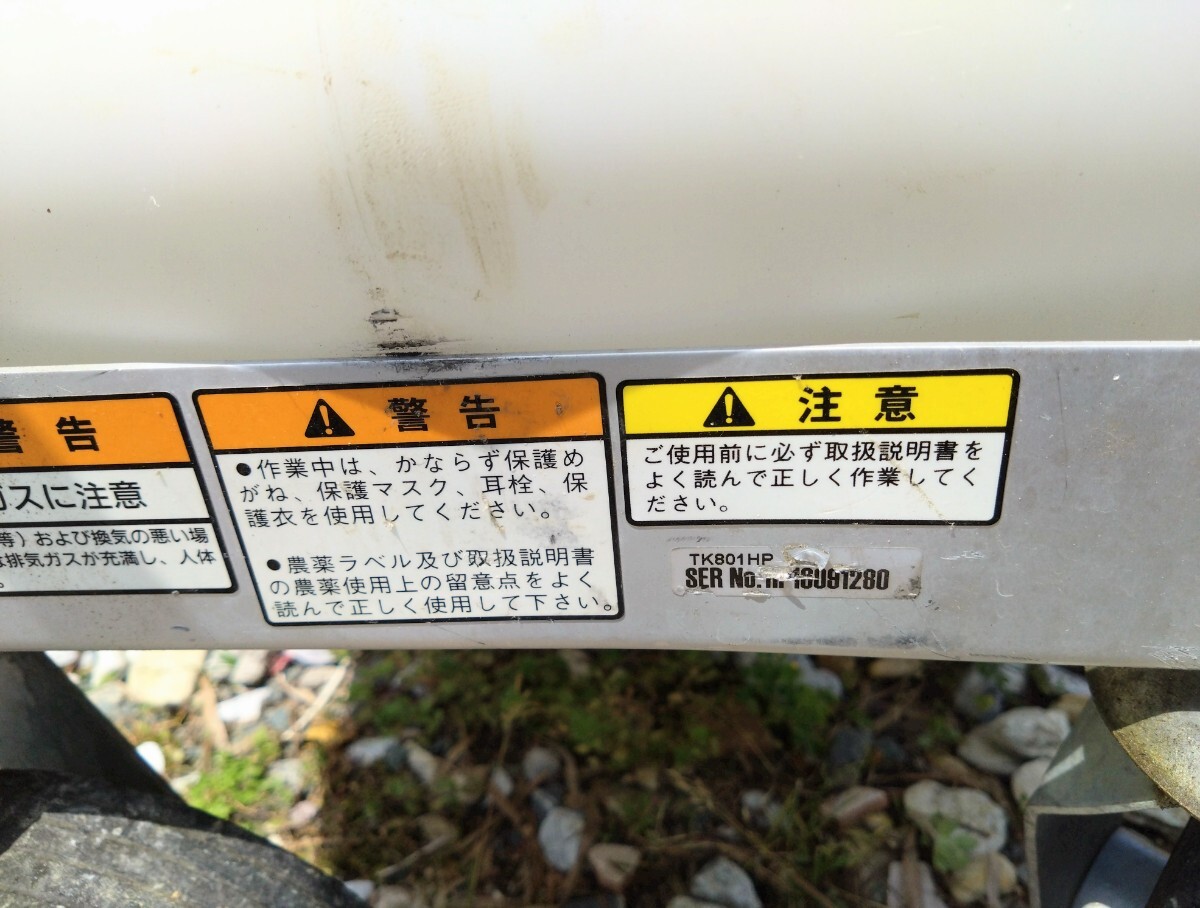 警告
ガスに注意
等）および換気の悪い場
排気ガスが充満し、人体
警告
●作業中は、かならず保護め
がね、保護マスク、耳栓、保
護衣を使用してください。
●農薬ラベル及び取扱説明書
の農薬使用上の留意点をよく
読んで正しく使用して下さい。
注意
ご使用前に必ず取扱説明書を
よく読んで正しく作業してく
ださい。
TK801HP
SER No.